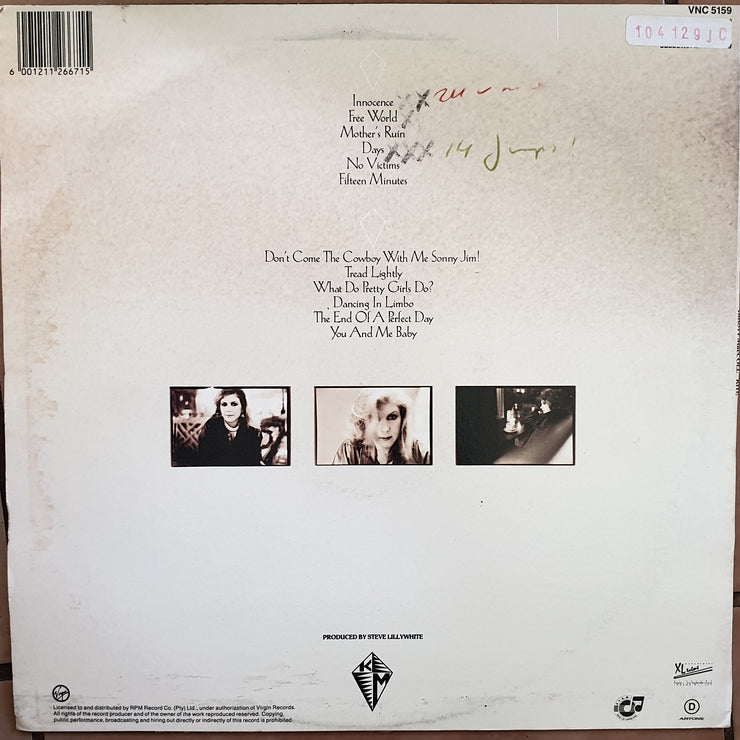 VNC 5159
104129JC
6 001211 266715
Innocence
Free World
Mother's Ruin
Days XXX 14 Jumps!
No Victims
Fifteen Minutes
Don't Come The Cowboy With Me Sonny Jim!
Tread Lightly
What Do Pretty Girls Do?
Dancing In Limbo
The End Of A Perfect Day
You And Me Baby
PRODUCED BY STEVE LILLYWHITE
K M
Virgin
Licensed to and distributed by RPM Record Co. (Pty) Ltd., under authorization of Virgin Records.
All rights of the record producer and of the owner of the work reproduced reserved. Copying,
public performance, broadcasting and hiring out directly or indirectly of this record is prohibited.
XL
D
ARTONE